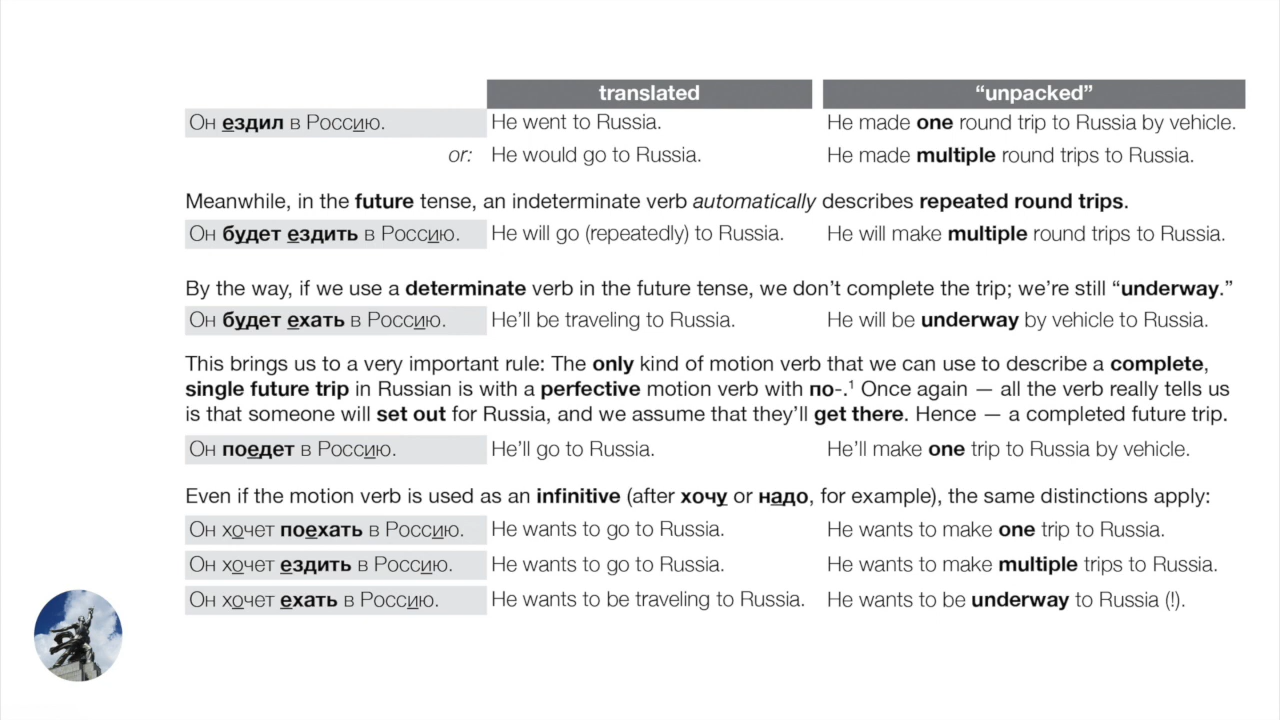 translated “unpacked”
Он ездил в Россию. He went to Russia. He made one round trip to Russia by vehicle.
or: He would go to Russia. He made multiple round trips to Russia.
Meanwhile, in the future tense, an indeterminate verb automatically describes repeated round trips.
Он будет ездить в Россию. He will go (repeatedly) to Russia. He will make multiple round trips to Russia.
By the way, if we use a determinate verb in the future tense, we don’t complete the trip; we’re still “underway.”
Он будет ехать в Россию. He’ll be traveling to Russia. He will be underway by vehicle to Russia.
This brings us to a very important rule: The only kind of motion verb that we can use to describe a complete,
single future trip in Russian is with a perfective motion verb with по-.¹ Once again — all the verb really tells us
is that someone will set out for Russia, and we assume that they’ll get there. Hence — a completed future trip.
Он поедет в Россию. He’ll go to Russia. He’ll make one trip to Russia by vehicle.
Even if the motion verb is used as an infinitive (after хочу or надо, for example), the same distinctions apply:
Он хочет поехать в Россию. He wants to go to Russia. He wants to make one trip to Russia.
Он хочет ездить в Россию. He wants to go to Russia. He wants to make multiple trips to Russia.
Он хочет ехать в Россию. He wants to be traveling to Russia. He wants to be underway to Russia (!).